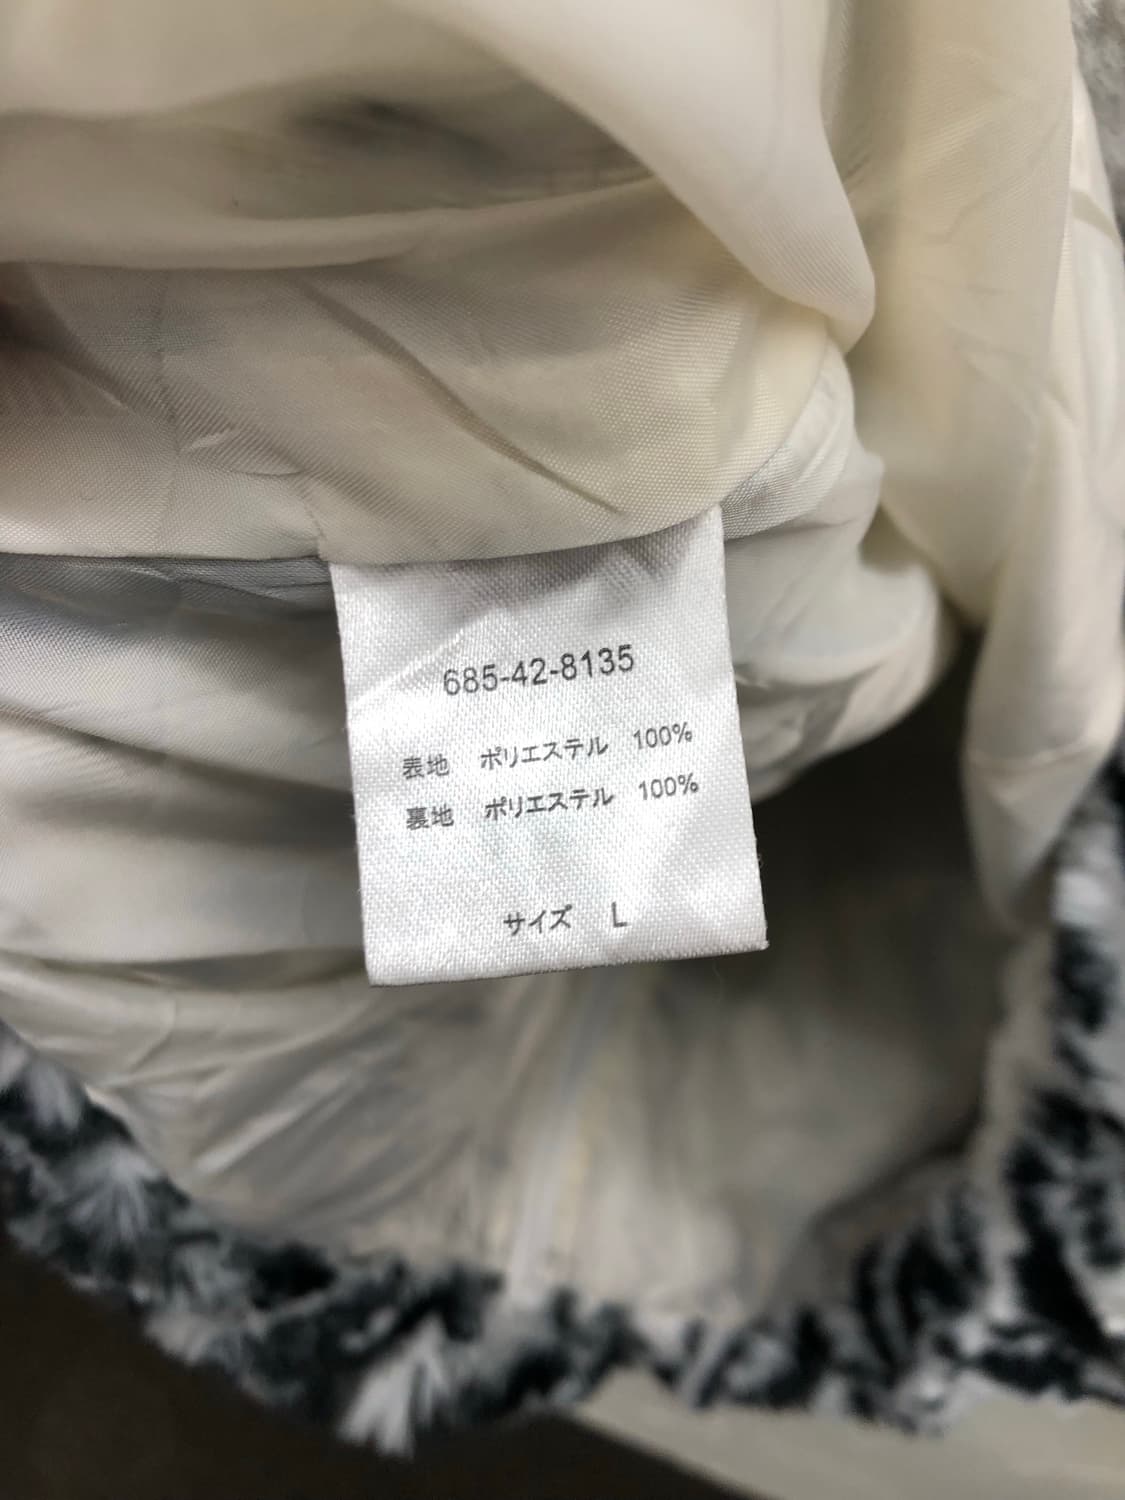 685-42-8135
表地 ポリエステル 100%
裏地 ポリエステル 100%
サイズ L